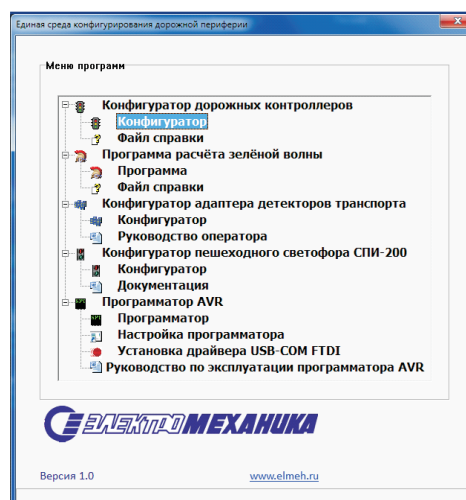 Единая среда конфигурирования дорожной периферии
Меню программ
Конфигуратор дорожных контроллеров
Конфигуратор
Файл справки
Программа расчёта зелёной волны
Программа
Файл справки
Конфигуратор адаптера детекторов транспорта
Конфигуратор
Руководство оператора
Конфигуратор пешеходного светофора СПИ-200
Конфигуратор
Документация
Программатор AVR
Программатор
Настройка программатора
Установка драйвера USB-COM FTDI
Руководство по эксплуатации программатора AVR
ЭЛЕКТРОМЕХАНИКА
Версия 1.0
www.elmeh.ru